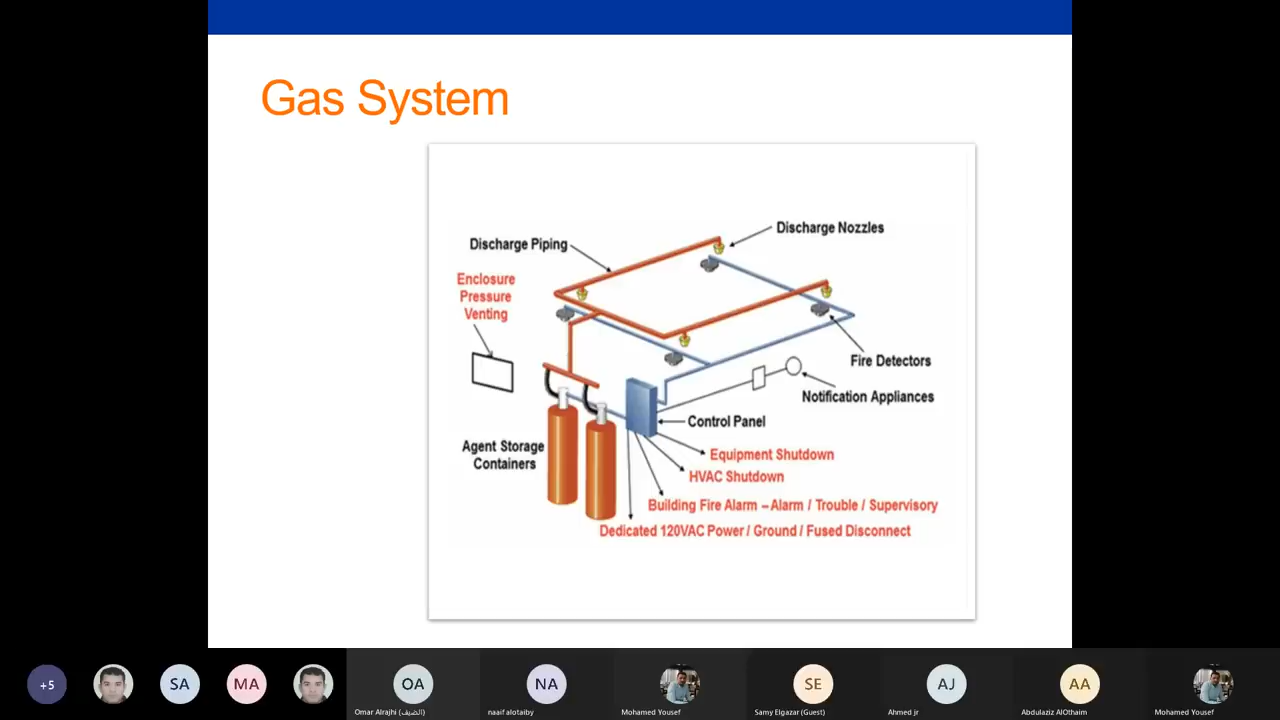 Gas System
Discharge Nozzles
Discharge Piping
Enclosure
Pressure
Venting
Fire Detectors
Notification Appliances
Control Panel
Agent Storage
Containers
Equipment Shutdown
HVAC Shutdown
Building Fire Alarm – Alarm / Trouble / Supervisory
Dedicated 120VAC Power / Ground / Fused Disconnect
+5
SA
MA
OA
NA
SE
AJ
AA
Omar Alrajhi (الضيف)
naaif alotaiby
Mohamed Yousef
Samy Elgazar (Guest)
Ahmed jr
Abdulaziz AlOthaim
Mohamed Yousef